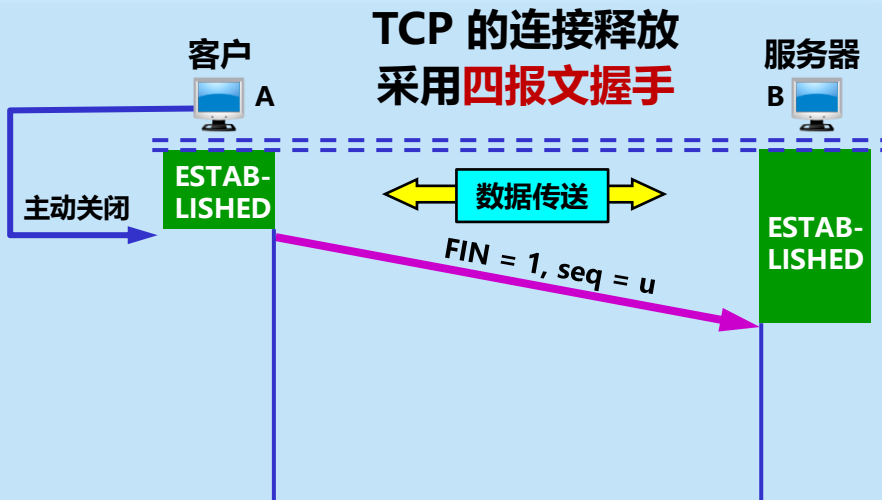 TCP 的连接释放
采用四报文握手
客户
服务器
A
B
ESTAB-
LISHED
数据传送
主动关闭
ESTAB-
LISHED
FIN = 1, seq = u